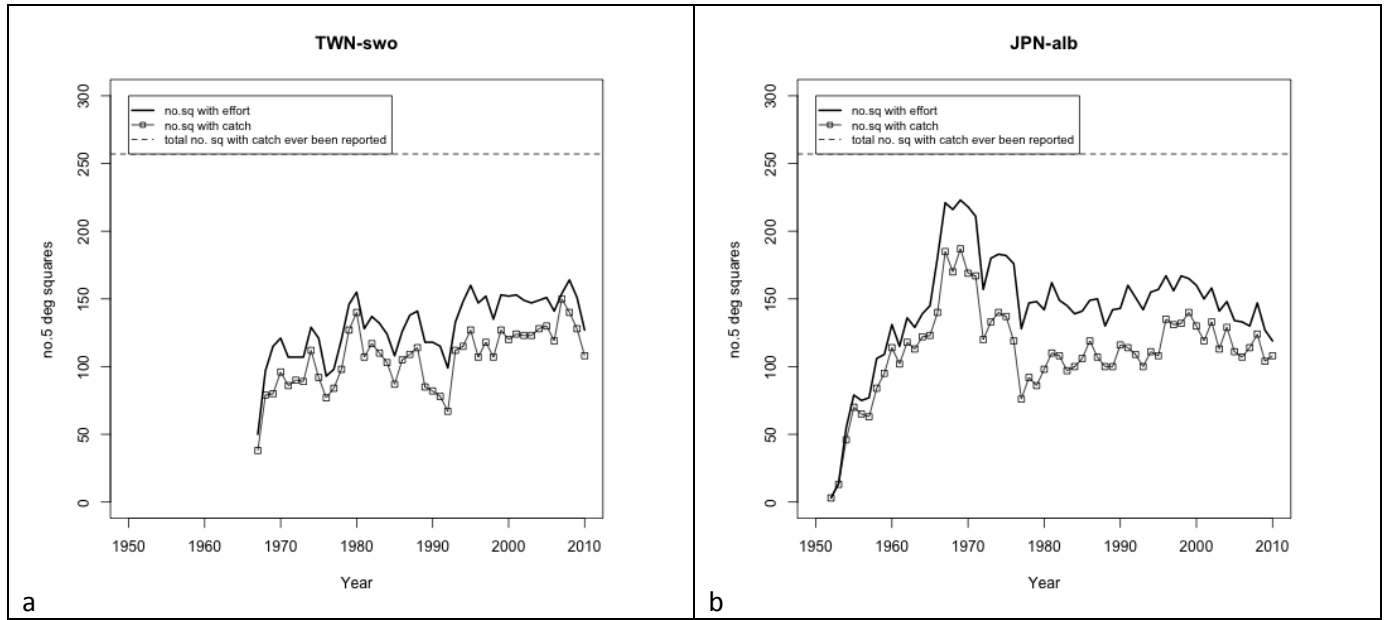 TWN-swo
no.sq with effort
no.sq with catch
total no. sq with catch ever been reported
300
250
200
150
100
50
0
no.5 deg squares
1950 1960 1970 1980 1990 2000 2010
Year
a
JPN-alb
no.sq with effort
no.sq with catch
total no. sq with catch ever been reported
300
250
200
150
100
50
0
no.5 deg squares
1950 1960 1970 1980 1990 2000 2010
Year
b